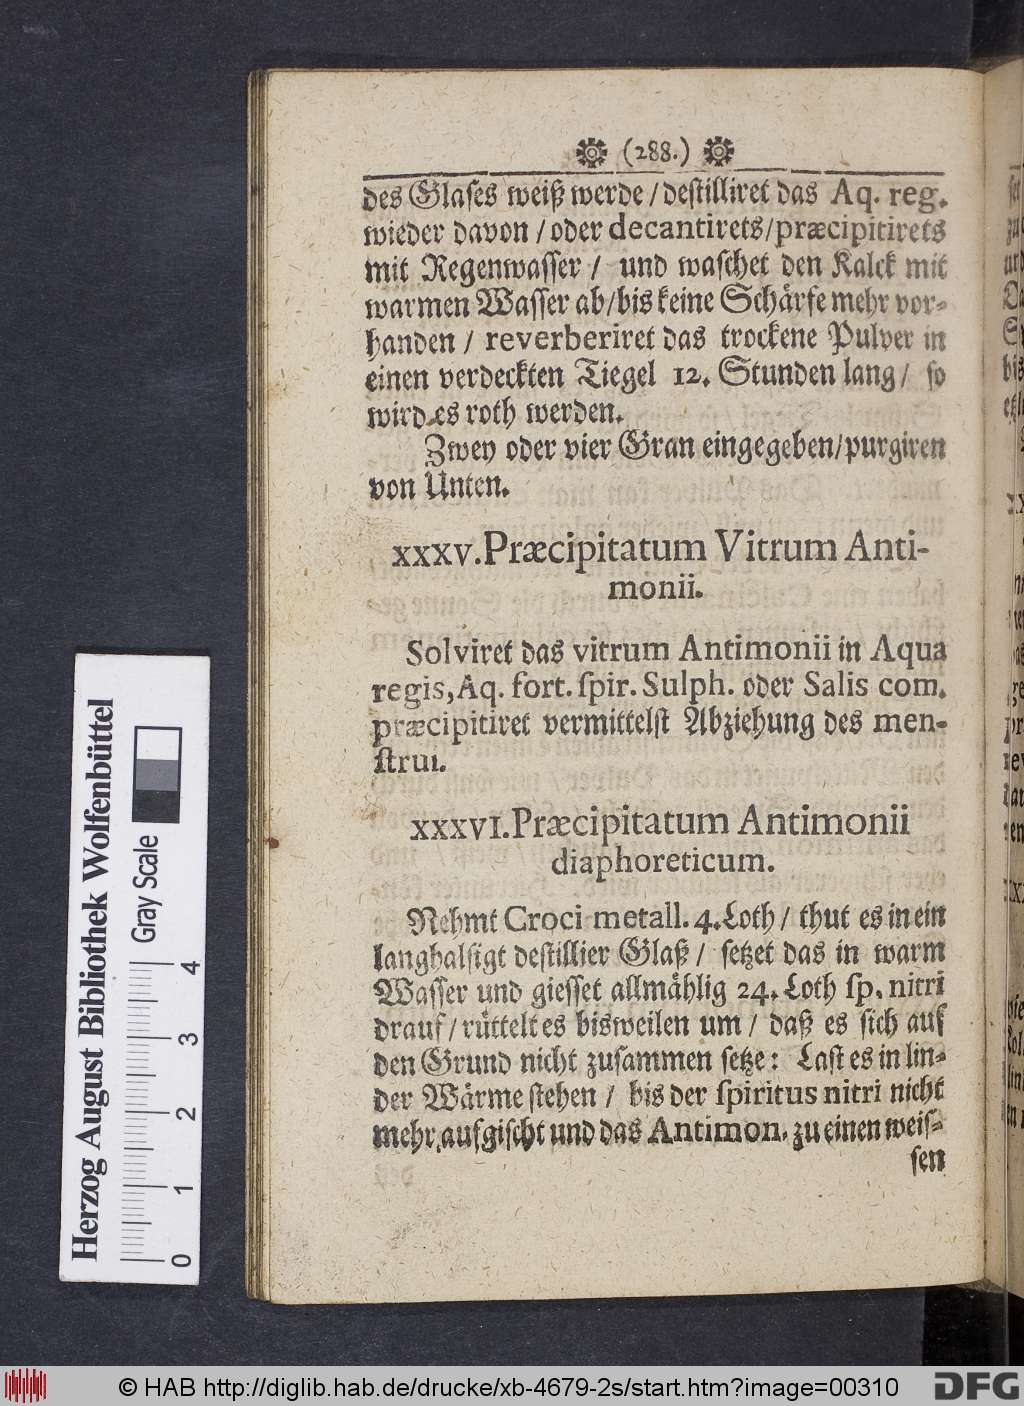 (288.)
des Glases weiß werde / destilliret das Aq. reg.
wieder davon / oder decantirets / præcipitirets
mit Regenwasser / und waschet den Kalck mit
warmen Wasser ab / bis keine Schärfe mehr vor-
handen / reverberiret das trockene Pulver in
einen verdeckten Tiegel 12. Stunden lang / so
wird es roth werden.
Zwey oder vier Gran eingegeben / purgiren
von Unten.
XXXV. Præcipitatum Vitrum Anti-
monii.
Solviret das vitrum Antimonii in Aqua
regis, Aq. fort. spir. Sulph. oder Salis com.
præcipitiret vermittelst Abziehung des men-
strui.
XXXVI. Præcipitatum Antimonii
diaphoreticum.
Nehmt Croci metall. 4. Loth / thut es in ein
langhalsigt destillier Glaß / setzet das in warm
Wasser und giesset allmählig 24. Loth sp. nitri
drauf / rüttelt es bisweilen um / daß es sich auf
den Grund nicht zusammen setze: Last es in lin-
der Wärme stehen / bis der spiritus nitri nicht
mehr aufgischt und das Antimon. zu einen weis-
sen
Herzog August Bibliothek Wolfenbüttel
Gray Scale
0 1 2 3 4
© HAB http://diglib.hab.de/drucke/xb-4679-2s/start.htm?image=00310
DFG